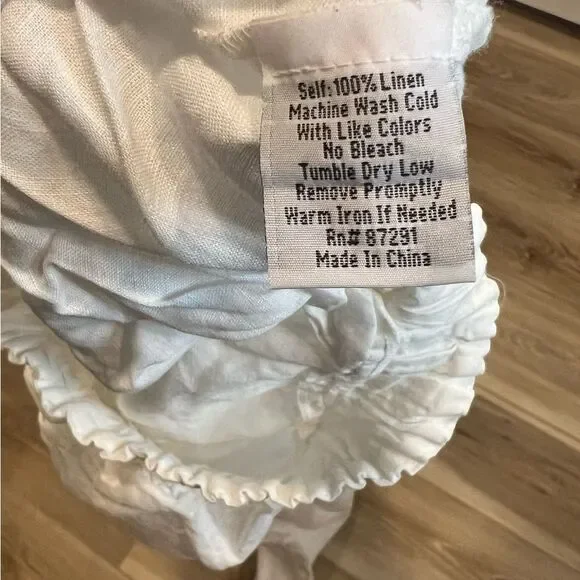 Self: 100% Linen
Machine Wash Cold
With Like Colors
No Bleach
Tumble Dry Low
Remove Promptly
Warm Iron If Needed
Rn# 87291
Made In China